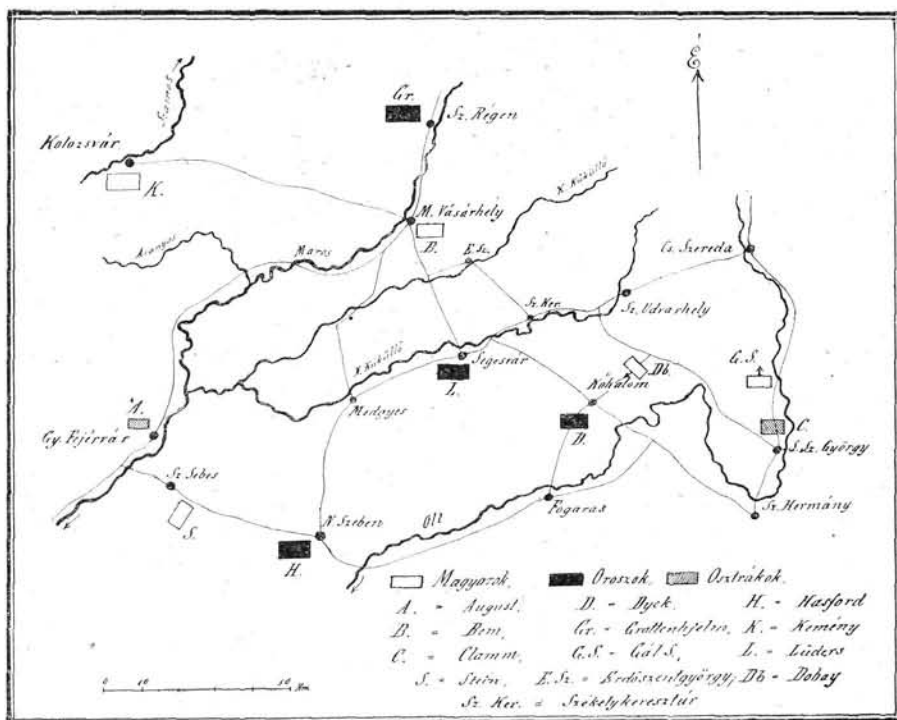 É
Szamos
Gr.
Sz. Régen
Kolozsvár
K.
M. Vásárhely
B.
K. Küküllő
Aranyos
Maros
E. Sz.
Cs. Szereda
Sz. Ker.
Sz. Udvarhely
N. Küküllő
Segesvár
L.
G. S.
Kőhalom
Db.
Medgyes
A.
D.
C.
Gy. Fejérvár
S. Sz. György
Sz. Sebes
S.
N. Szeben
H.
Olt
Fogaras
Sz. Hermány
Magyarok, Oroszok, Osztrákok,
A. = August, D. = Dyck. H. = Hasford
B. = Bem, Gr. = Grottenhjelm, K. = Kemény
C. = Clamm, G.S. = Gál S., L. = Lüders
S. = Stein, E. Sz. = Erdőszentgyörgy; Db = Dobay
Sz. Ker. = Székelykeresztúr
0 10 50 Km.